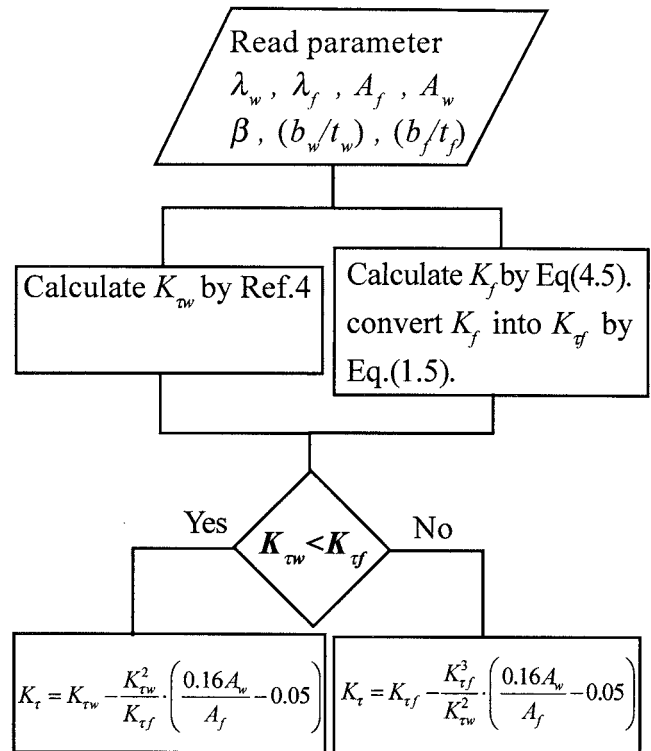 Read parameter
λ_w , λ_f , A_f , A_w
β , (b_w/t_w) , (b_f/t_f)
Calculate K_τw by Ref.4
Calculate K_f by Eq(4.5).
convert K_f into K_τf by
Eq.(1.5).
Yes
K_τw<K_τf
No
K_τ = K_τw − K_τw^2/K_τf · (0.16A_w/A_f − 0.05)
K_τ = K_τf − K_τf^3/K_τw^2 · (0.16A_w/A_f − 0.05)